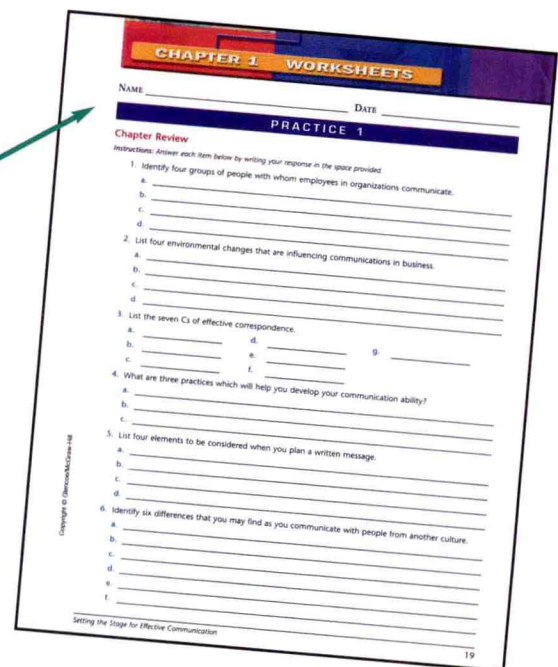 CHAPTER 1 WORKSHEETS
NAME DATE
PRACTICE 1
Chapter Review
Instructions: Answer each item below by writing your response in the space provided.
1. Identify four groups of people with whom employees in organizations communicate.
a.
b.
c.
d.
2. List four environmental changes that are influencing communications in business.
a.
b.
c.
d.
3. List the seven Cs of effective correspondence.
a. d. g.
b. e.
c. f.
4. What are three practices which will help you develop your communication ability?
a.
b.
c.
5. List four elements to be considered when you plan a written message.
a.
b.
c.
d.
6. Identify six differences that you may find as you communicate with people from another culture.
a.
b.
c.
d.
e.
f.
Copyright © Glencoe/McGraw-Hill
Setting the Stage for Effective Communication
19